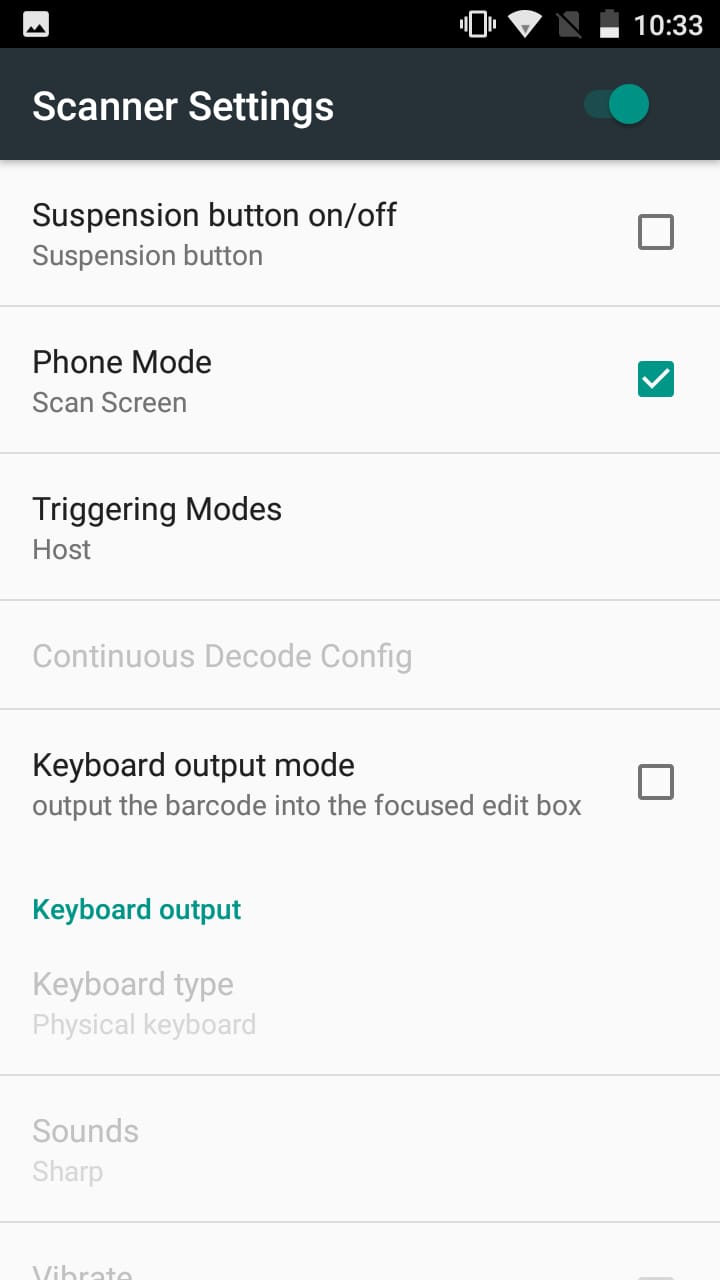 10:33
Scanner Settings
Suspension button on/off
Suspension button
Phone Mode
Scan Screen
Triggering Modes
Host
Continuous Decode Config
Keyboard output mode
output the barcode into the focused edit box
Keyboard output
Keyboard type
Physical keyboard
Sounds
Sharp
Vibrate